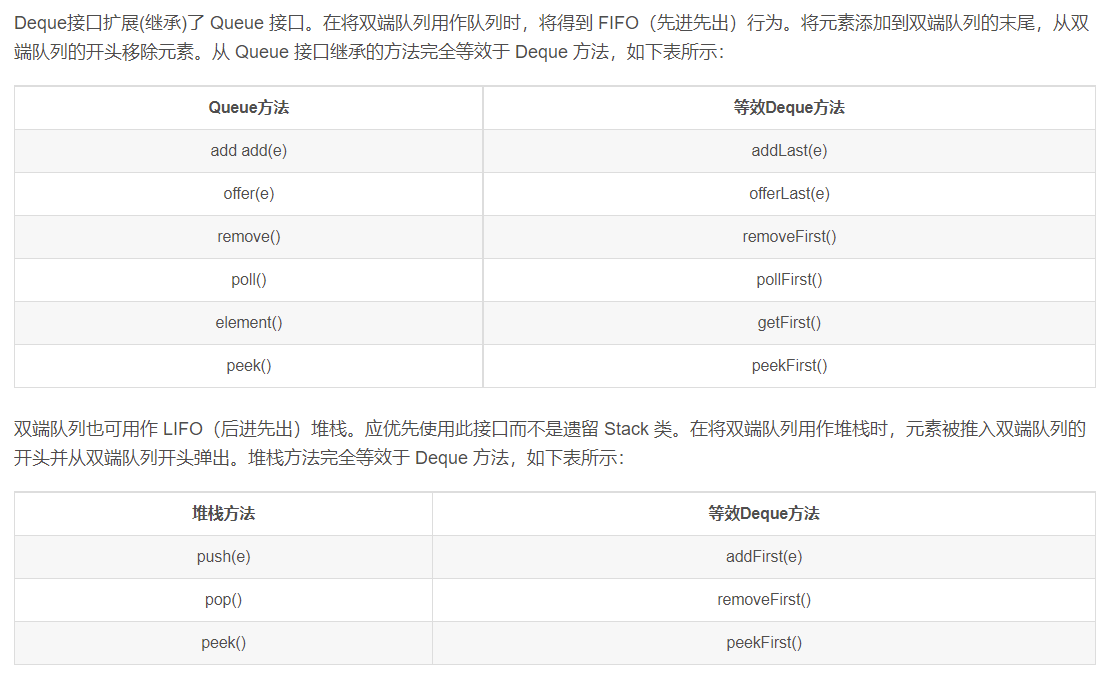 Deque接口扩展(继承)了 Queue 接口。在将双端队列用作队列时，将得到 FIFO（先进先出）行为。将元素添加到双端队列的末尾，从双
端队列的开头移除元素。从 Queue 接口继承的方法完全等效于 Deque 方法，如下表所示：
Queue方法 等效Deque方法
add add(e) addLast(e)
offer(e) offerLast(e)
remove() removeFirst()
poll() pollFirst()
element() getFirst()
peek() peekFirst()
双端队列也可用作 LIFO（后进先出）堆栈。应优先使用此接口而不是遗留 Stack 类。在将双端队列用作堆栈时，元素被推入双端队列的
开头并从双端队列开头弹出。堆栈方法完全等效于 Deque 方法，如下表所示：
堆栈方法 等效Deque方法
push(e) addFirst(e)
pop() removeFirst()
peek() peekFirst()